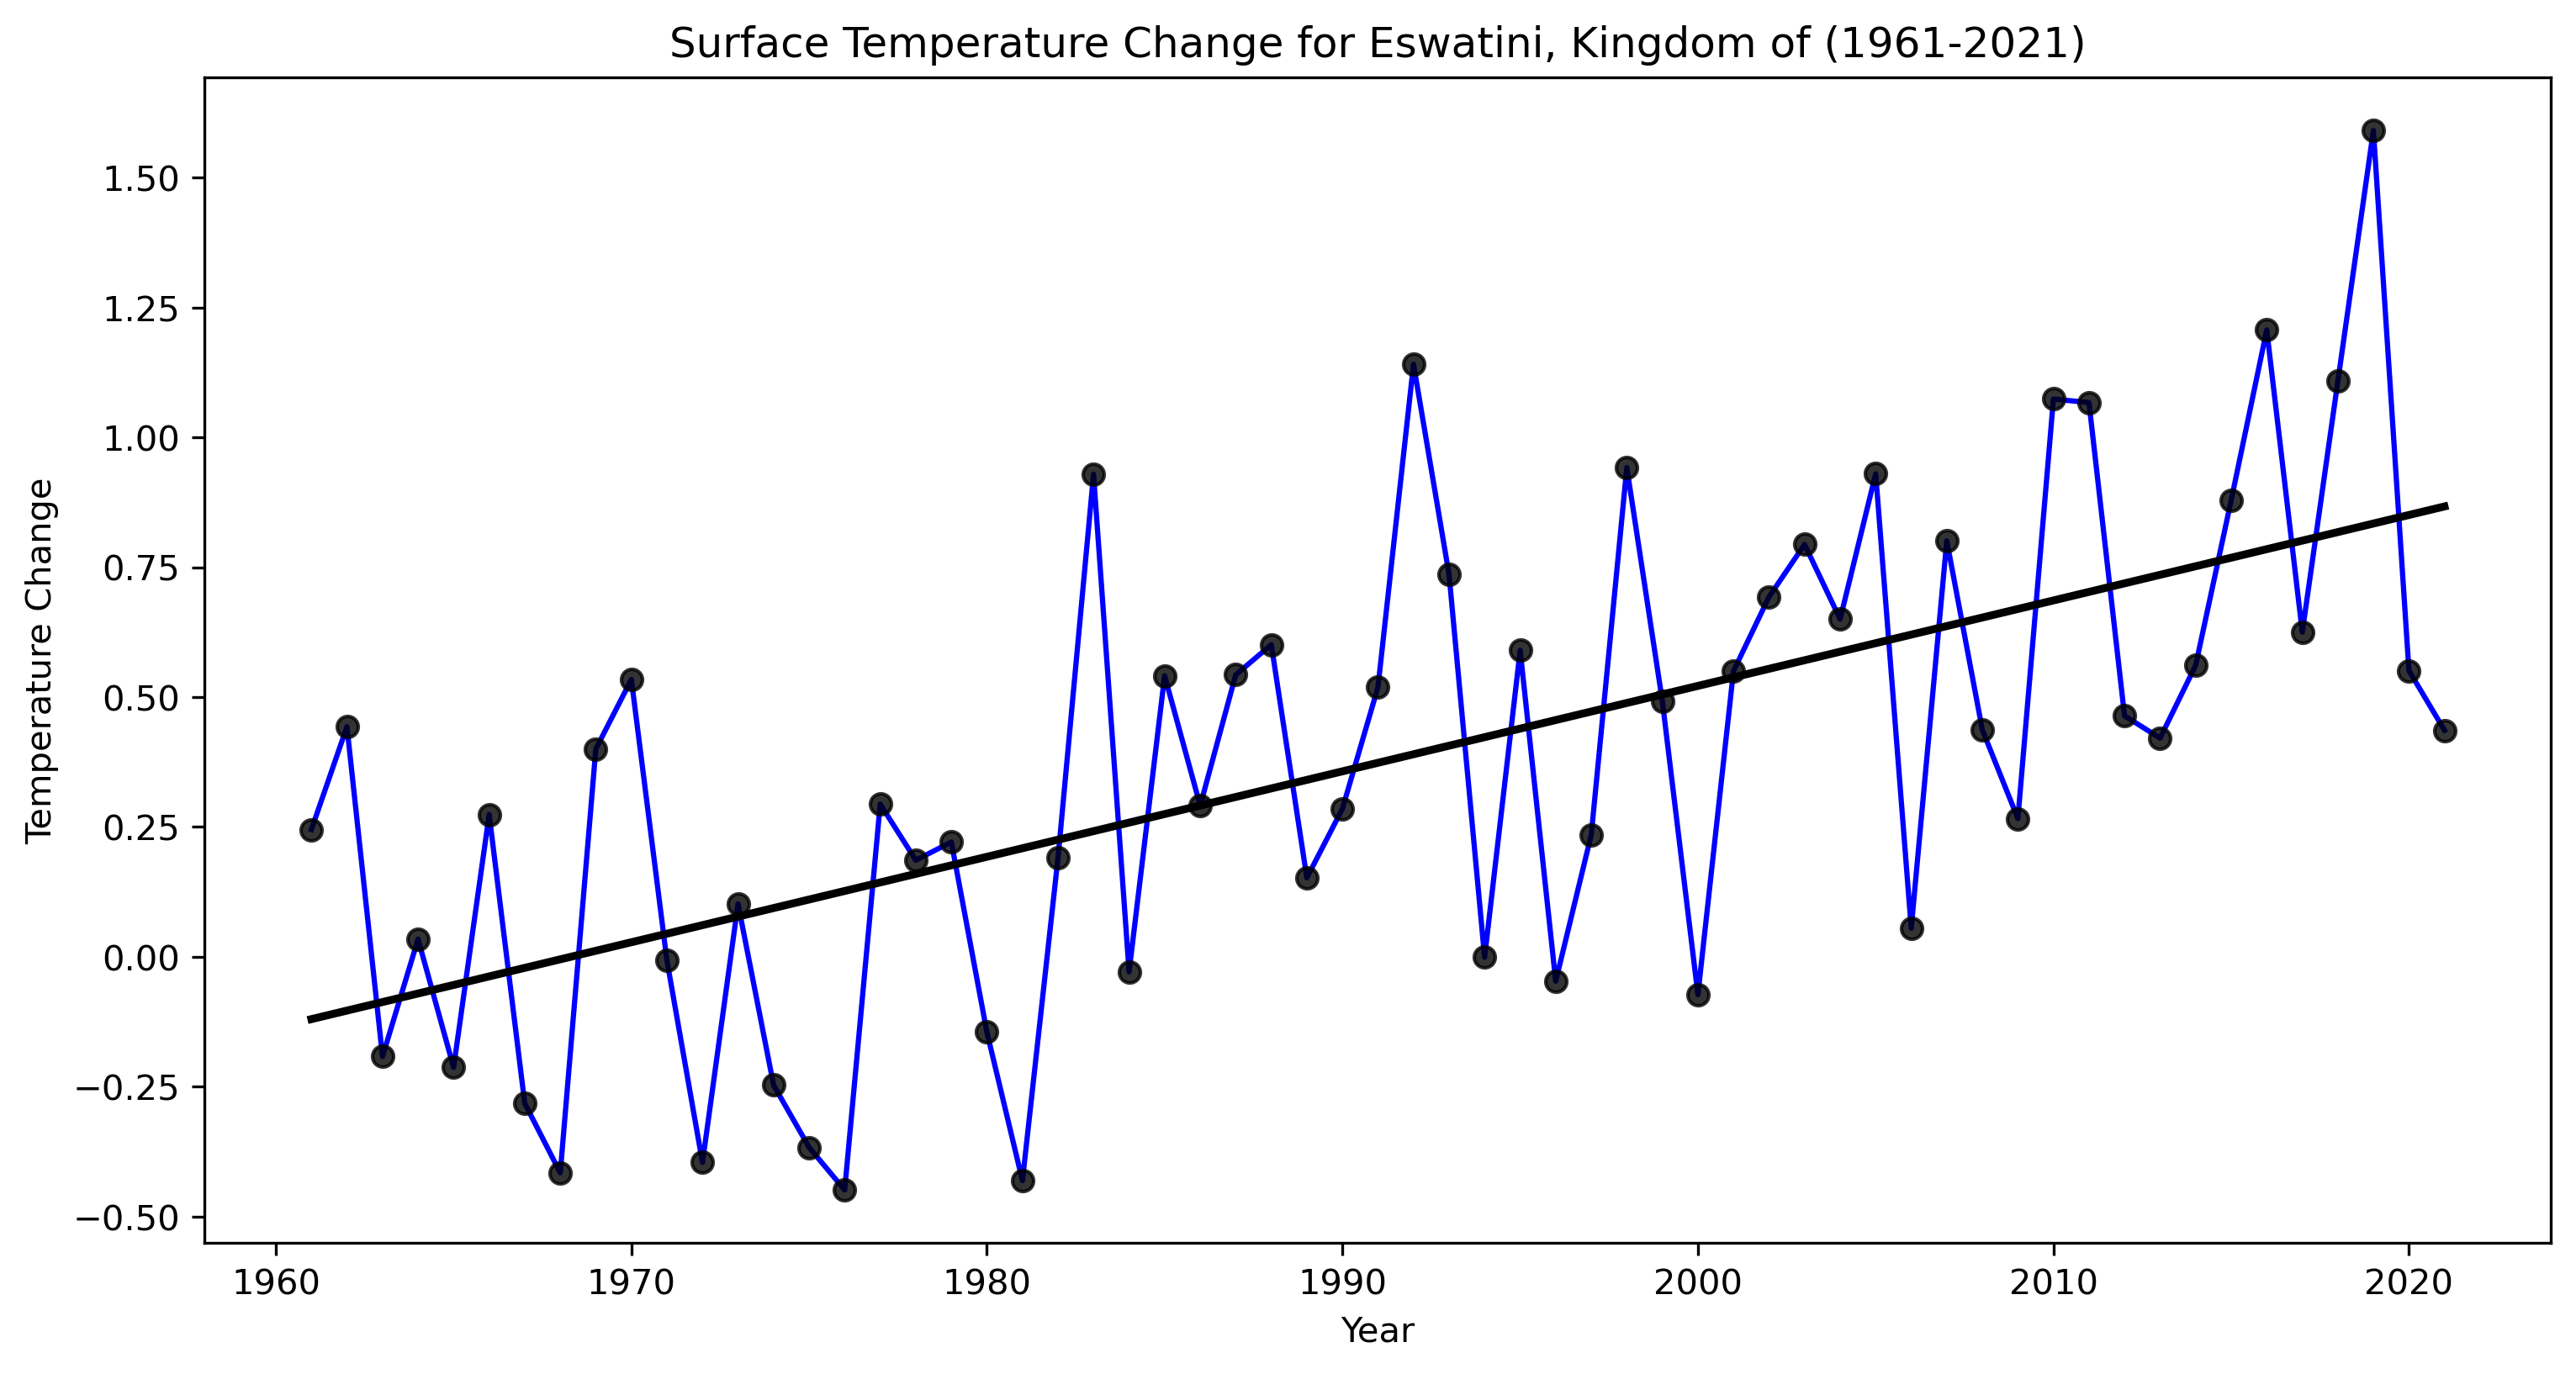 Surface Temperature Change for Eswatini, Kingdom of (1961-2021)
Temperature Change
1.50
1.25
1.00
0.75
0.50
0.25
0.00
−0.25
−0.50
1960 1970 1980 1990 2000 2010 2020
Year